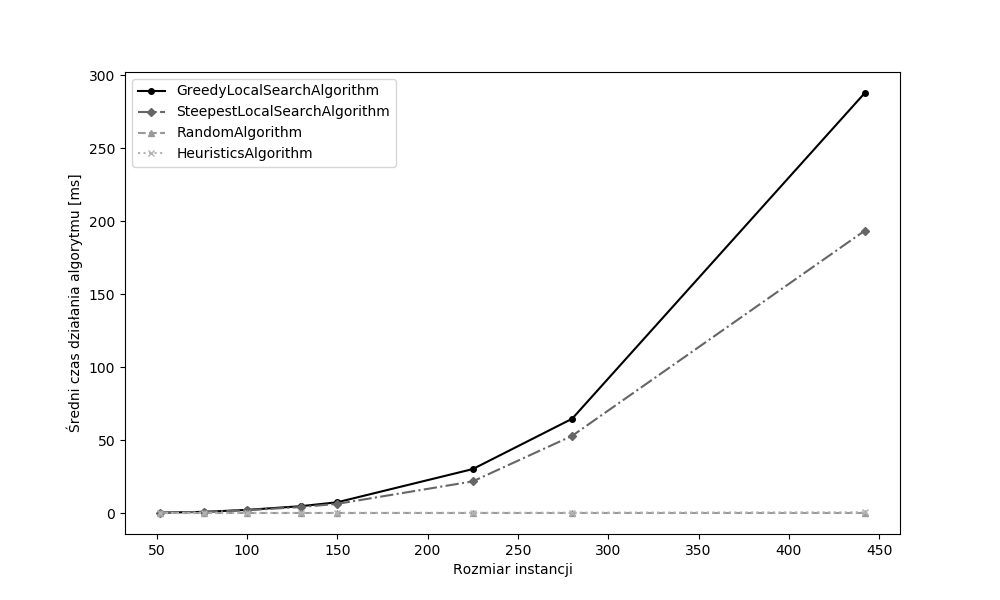 GreedyLocalSearchAlgorithm
SteepestLocalSearchAlgorithm
RandomAlgorithm
HeuristicsAlgorithm
Średni czas działania algorytmu [ms]
300
250
200
150
100
50
0
50 100 150 200 250 300 350 400 450
Rozmiar instancji